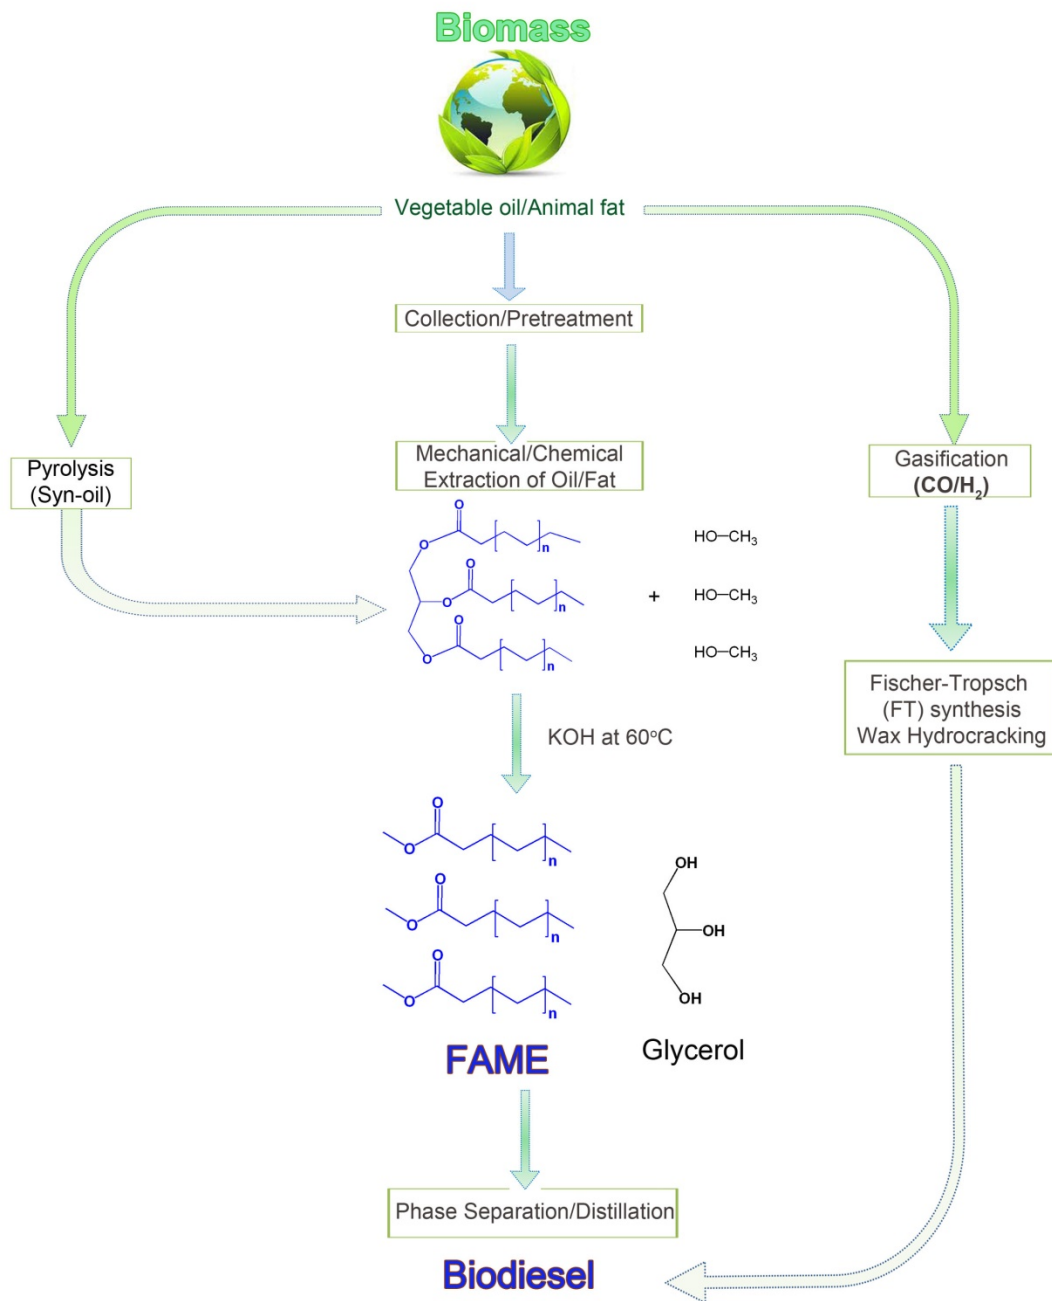 Biomass
Vegetable oil/Animal fat
Collection/Pretreatment
Mechanical/Chemical
Extraction of Oil/Fat
Pyrolysis
(Syn-oil)
Gasification
(CO/H₂)
O
O
n
HO—CH₃
O
O
n
+
HO—CH₃
O
O
n
HO—CH₃
Fischer-Tropsch
(FT) synthesis
Wax Hydrocracking
KOH at 60°C
O
O
n
O
O
n
O
O
n
OH
OH
OH
FAME
Glycerol
Phase Separation/Distillation
Biodiesel